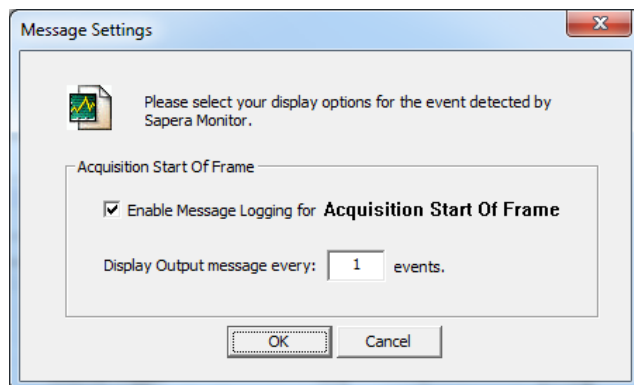 Message Settings
Please select your display options for the event detected by
Sapera Monitor.
Acquisition Start Of Frame
Enable Message Logging for Acquisition Start Of Frame
Display Output message every: 1 events.
OK Cancel